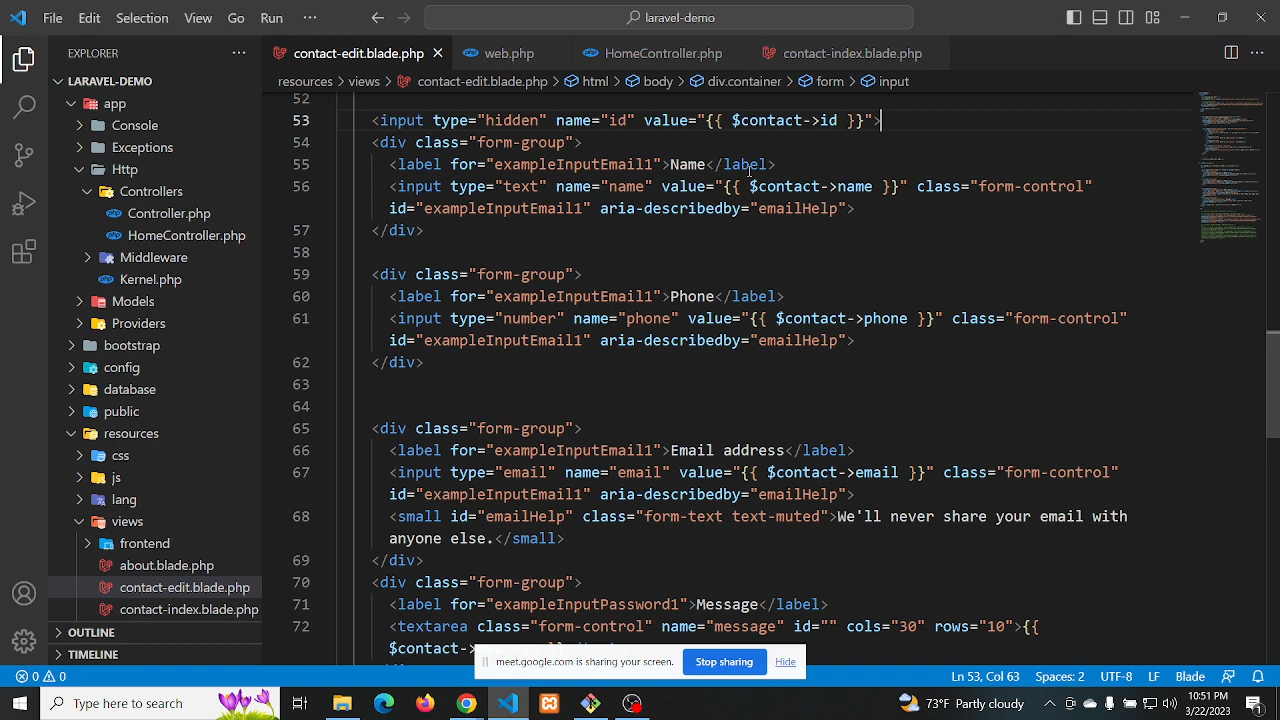 File Edit Selection View Go Run ··· laravel-demo
EXPLORER ···
LARAVEL-DEMO
app
Console
Exceptions
Http
Controllers
Controller.php
HomeController.php
Middleware
Kernel.php
Models
Providers
bootstrap
config
database
public
resources
css
js
lang
views
frontend
about.blade.php
contact-edit.blade.php
contact-index.blade.php
OUTLINE
TIMELINE
contact-edit.blade.php web.php HomeController.php contact-index.blade.php
resources > views > contact-edit.blade.php > html > body > div.container > form > input
52
53 <input type="hidden" name="id" value="{{ $contact->id }}">
54 <div class="form-group">
55 <label for="exampleInputEmail1">Name</label>
56 <input type="text" name="name" value="{{ $contact->name }}" class="form-control"
id="exampleInputEmail1" aria-describedby="emailHelp">
57 </div>
58
59 <div class="form-group">
60 <label for="exampleInputEmail1">Phone</label>
61 <input type="number" name="phone" value="{{ $contact->phone }}" class="form-control"
id="exampleInputEmail1" aria-describedby="emailHelp">
62 </div>
63
64
65 <div class="form-group">
66 <label for="exampleInputEmail1">Email address</label>
67 <input type="email" name="email" value="{{ $contact->email }}" class="form-control"
id="exampleInputEmail1" aria-describedby="emailHelp">
68 <small id="emailHelp" class="form-text text-muted">We'll never share your email with
anyone else.</small>
69 </div>
70 <div class="form-group">
71 <label for="exampleInputPassword1">Message</label>
72 <textarea class="form-control" name="message" id="" cols="30" rows="10">{{
meet.google.com is sharing your screen. Stop sharing Hide
0 0 Ln 53, Col 63 Spaces: 2 UTF-8 LF Blade
Type here to search
73°F Partly cloudy
10:51 PM
3/22/2023